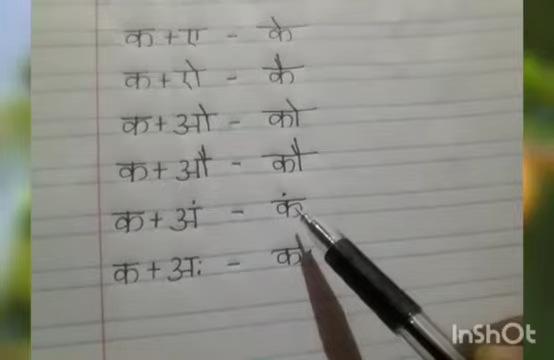 क + ए - के
क + ऐ - कै
क + ओ - को
क + औ - कौ
क + अं - कं
क + अः - क
InShOt